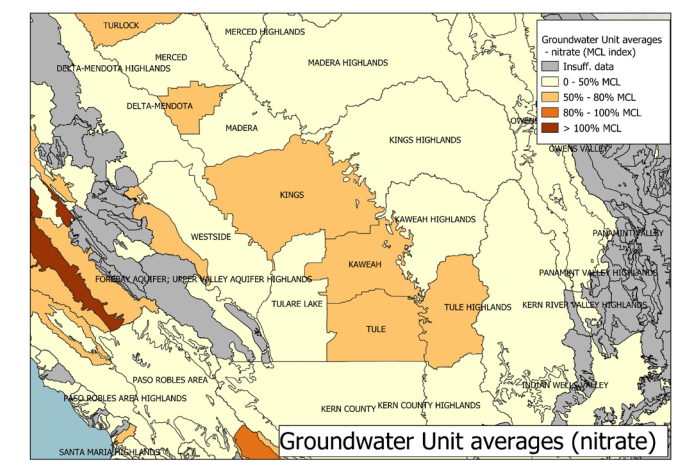 TURLOCK
MERCED HIGHLANDS
Groundwater Unit averages
- nitrate (MCL index)
Insuff. data
0 - 50% MCL
50% - 80% MCL
80% - 100% MCL
> 100% MCL
MERCED
DELTA-MENDOTA HIGHLANDS
MADERA HIGHLANDS
DELTA-MENDOTA
MADERA
KINGS HIGHLANDS
OWENS VALLEY
KINGS
KAWEAH HIGHLANDS
WESTSIDE
PANAMINT VALLEY
KAWEAH
PANAMINT VALLEY HIGHLANDS
FOREBAY AQUIFER; UPPER VALLEY AQUIFER HIGHLANDS
TULARE LAKE
TULE HIGHLANDS
KERN RIVER VALLEY HIGHLANDS
TULE
PASO ROBLES AREA
INDIAN WELLS VALLEY
PASO ROBLES AREA HIGHLANDS
KERN COUNTY
KERN COUNTY HIGHLANDS
Groundwater Unit averages (nitrate)
SANTA MARIA HIGHLANDS